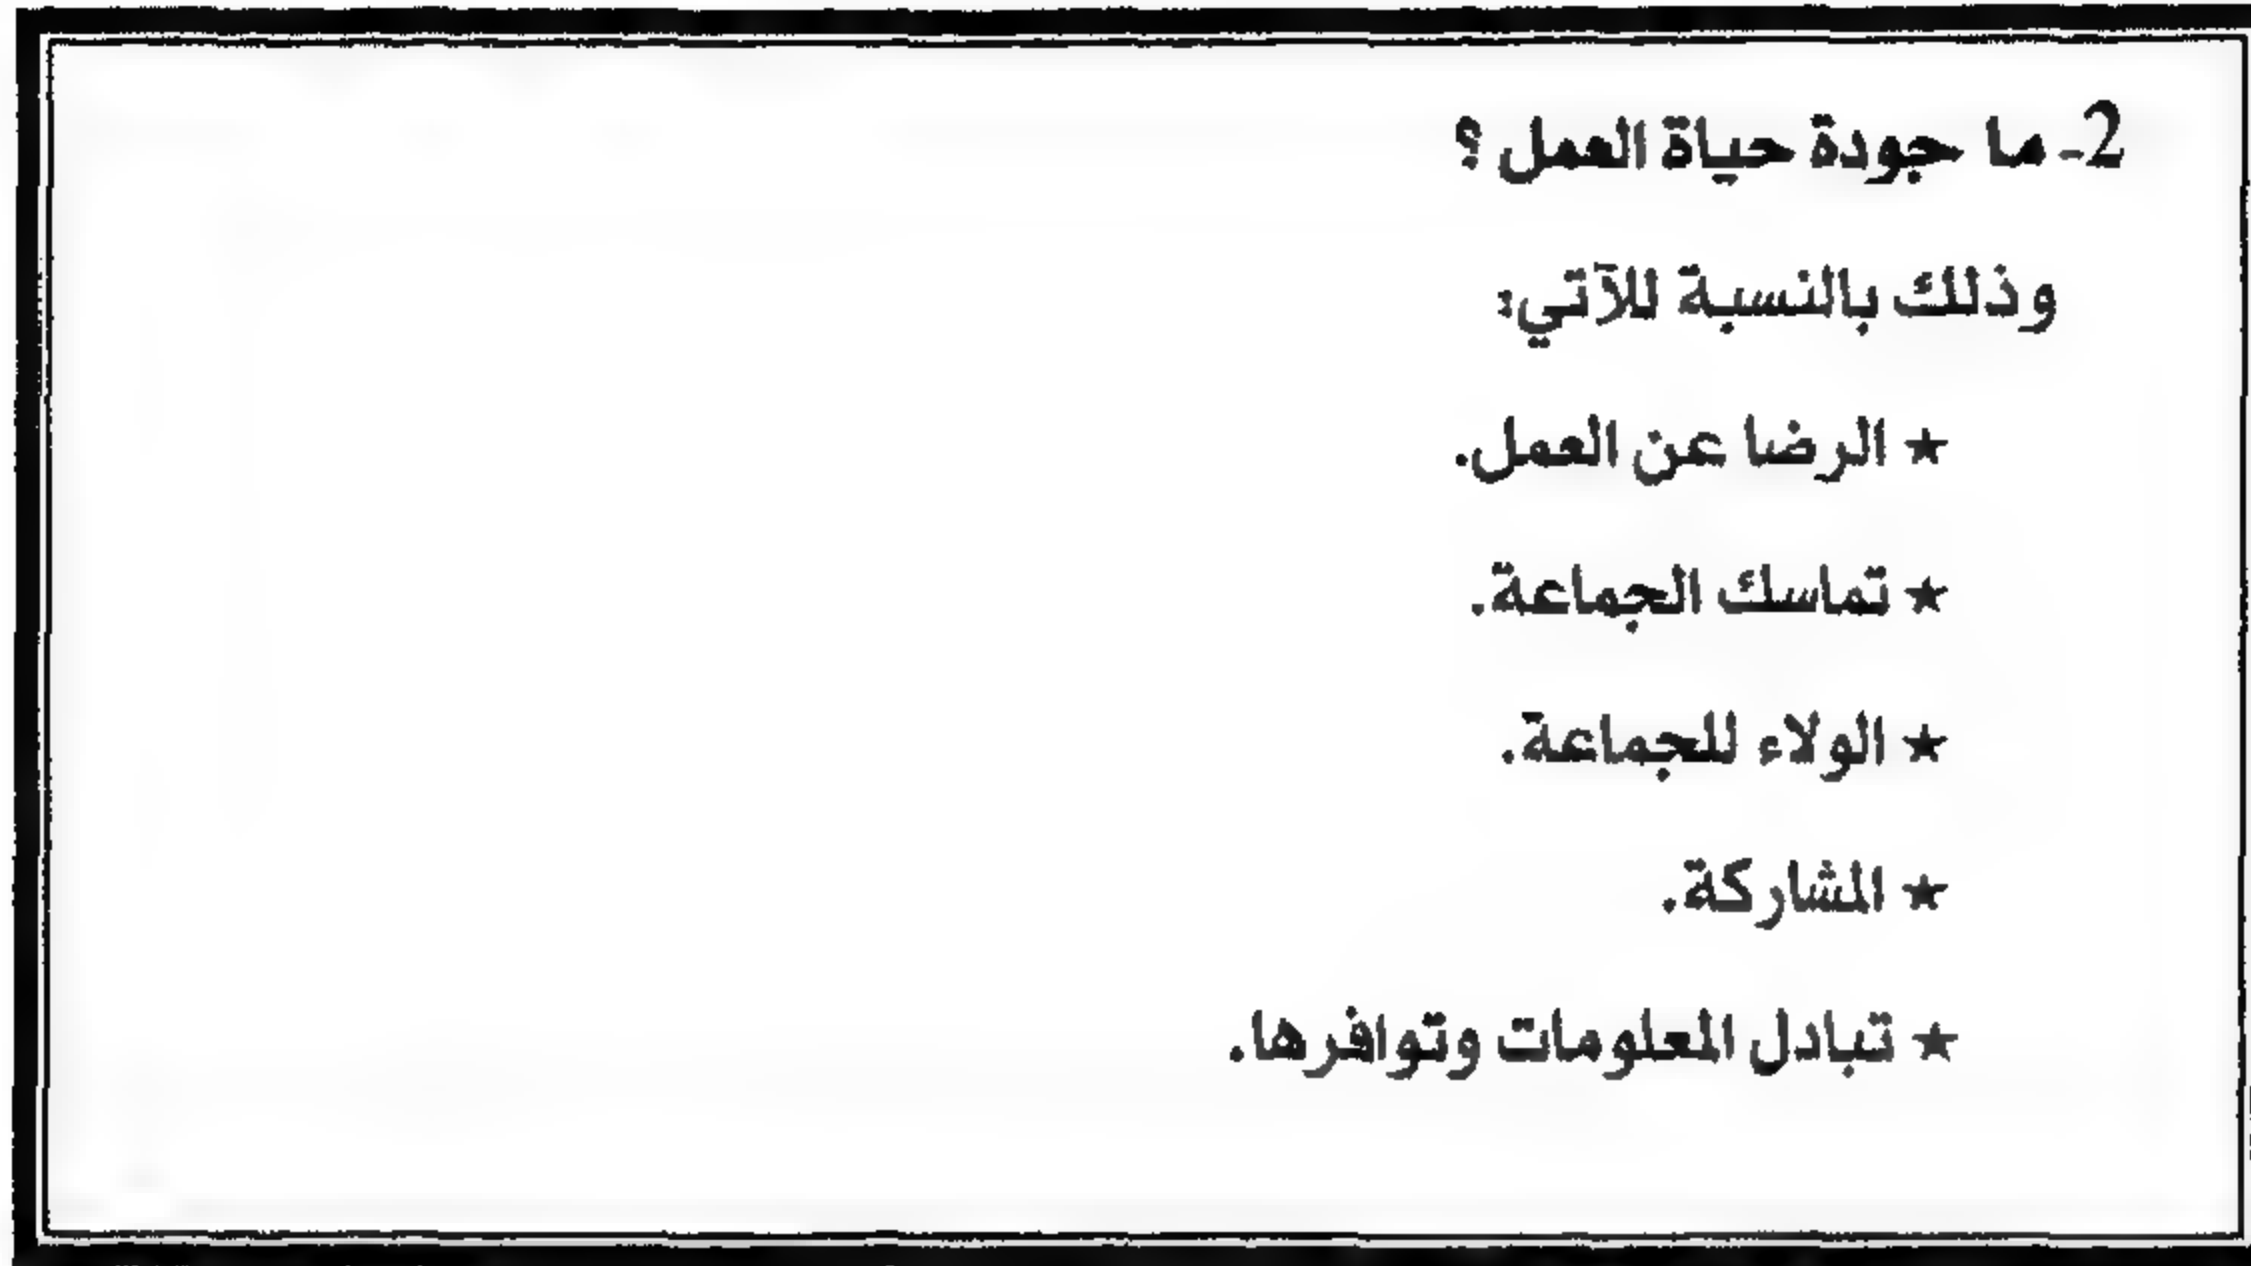 2- ما جودة حياة العمل ؟
وذلك بالنسبة للآتي:
★ الرضا عن العمل.
★ تماسك الجماعة.
★ الولاء للجماعة.
★ المشاركة.
★ تبادل المعلومات وتوافرها.